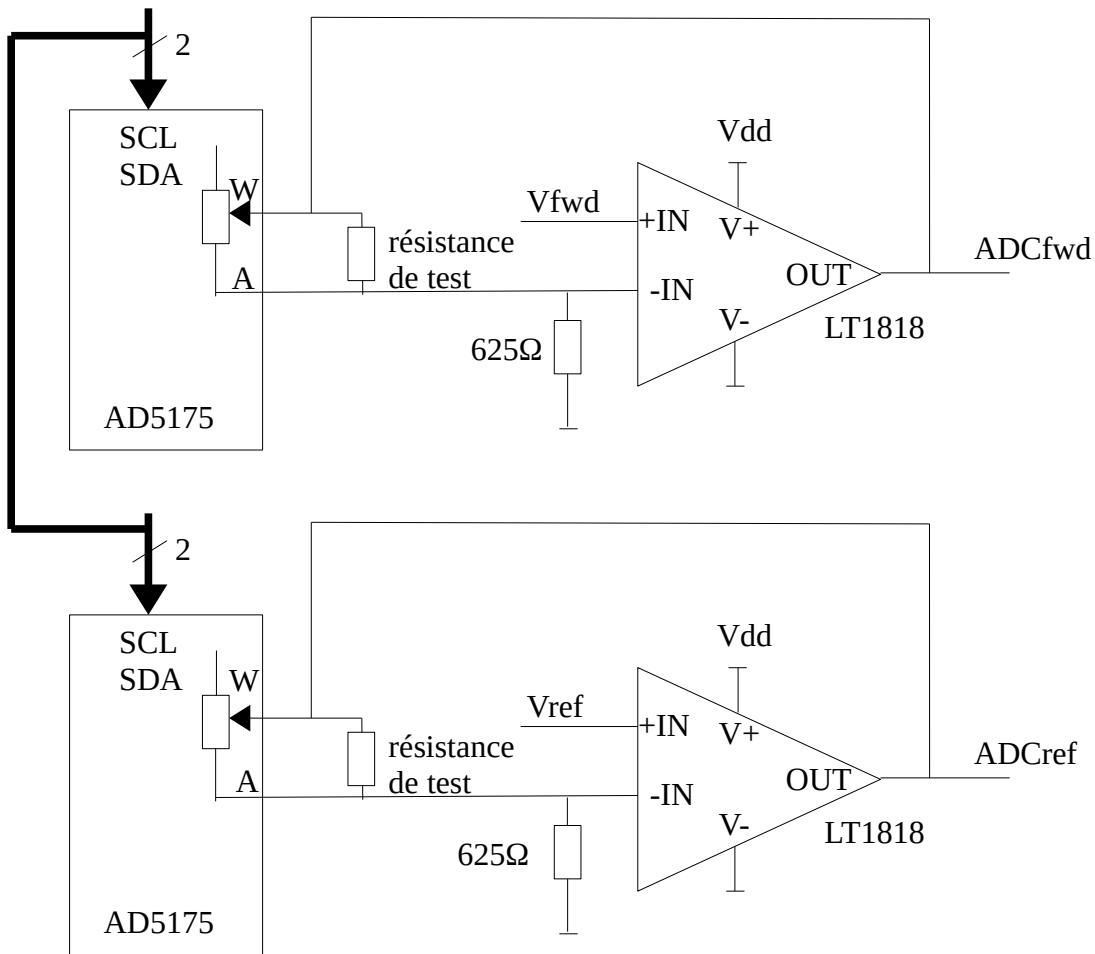 2
SCL
SDA
W
A
AD5175
résistance
de test
625Ω
Vfwd
+IN
-IN
Vdd
V+
V-
OUT
LT1818
ADCfwd
2
SCL
SDA
W
A
AD5175
résistance
de test
625Ω
Vref
+IN
-IN
Vdd
V+
V-
OUT
LT1818
ADCref